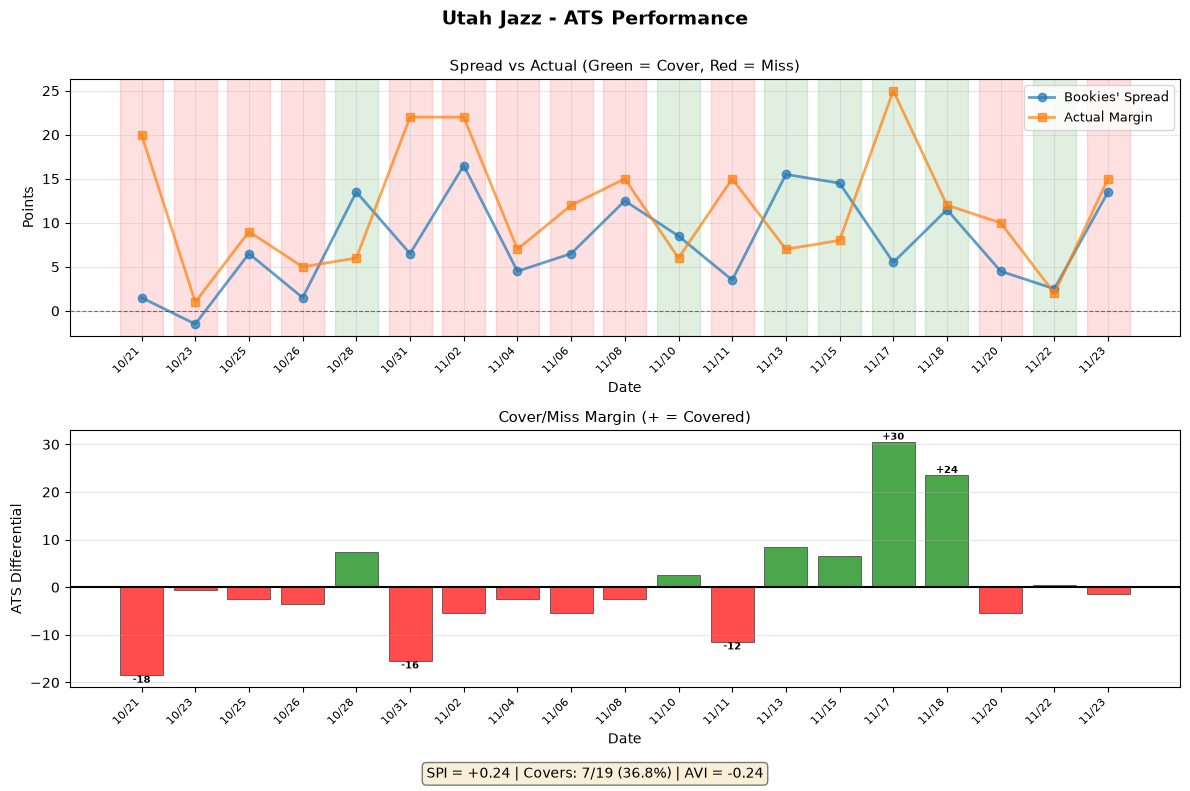 Utah Jazz - ATS Performance
Spread vs Actual (Green = Cover, Red = Miss)
Points
25
20
15
10
5
0
Bookies' Spread
Actual Margin
10/21 10/23 10/25 10/26 10/28 10/31 11/02 11/04 11/06 11/08 11/10 11/11 11/13 11/15 11/17 11/18 11/20 11/22 11/23
Date
Cover/Miss Margin (+ = Covered)
ATS Differential
30
20
10
0
−10
−20
+30
+24
-12
-16
-18
10/21 10/23 10/25 10/26 10/28 10/31 11/02 11/04 11/06 11/08 11/10 11/11 11/13 11/15 11/17 11/18 11/20 11/22 11/23
Date
SPI = +0.24 | Covers: 7/19 (36.8%) | AVI = -0.24